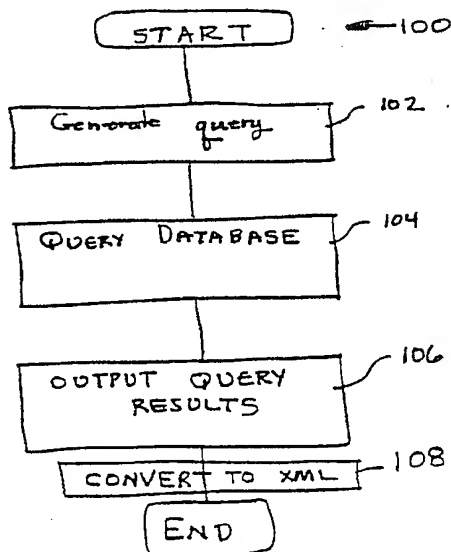 START
100
Generate query
102
QUERY DATABASE
104
OUTPUT QUERY
RESULTS
106
CONVERT TO XML
108
END